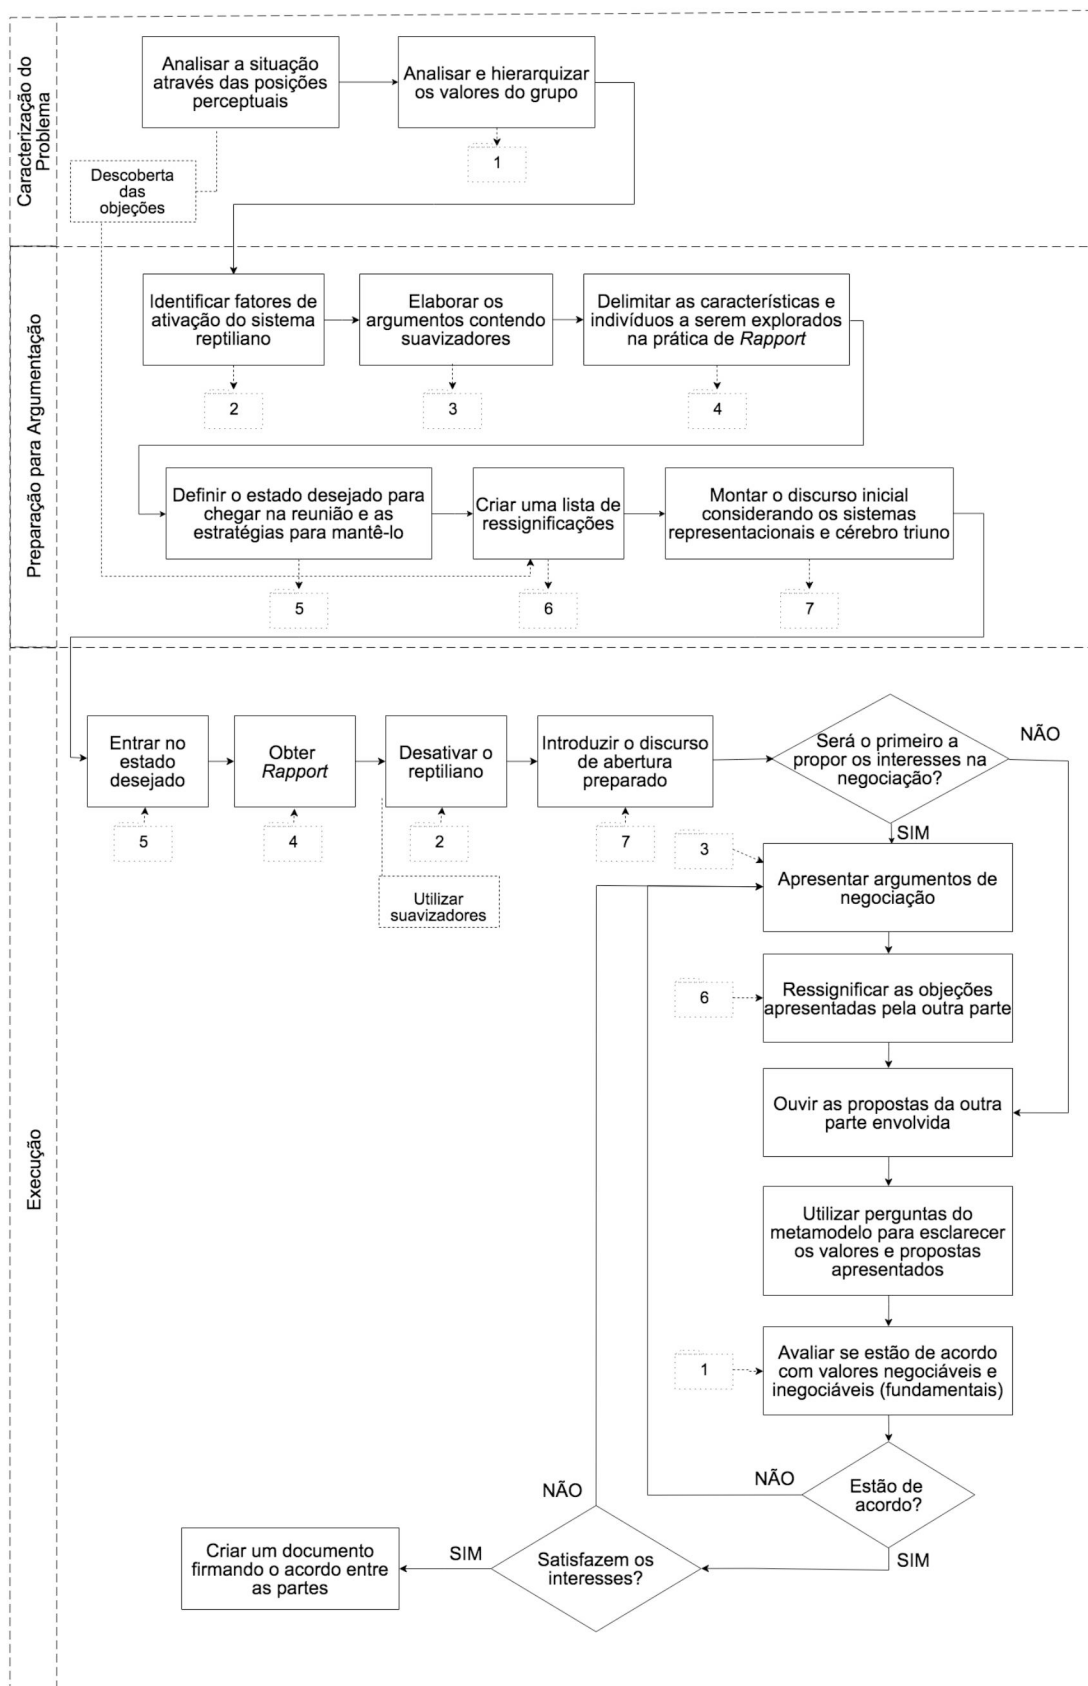 Caracterização do
Problema
Analisar a situação
através das posições
perceptuais
Analisar e hierarquizar
os valores do grupo
1
Descoberta
das
objeções
Preparação para Argumentação
Identificar fatores de
ativação do sistema
reptiliano
Elaborar os
argumentos contendo
suavizadores
Delimitar as características e
indivíduos a serem explorados
na prática de Rapport
2
3
4
Definir o estado desejado para
chegar na reunião e as
estratégias para mantê-lo
Criar uma lista de
ressignificações
Montar o discurso inicial
considerando os sistemas
representacionais e cérebro triuno
5
6
7
Execução
Entrar no
estado
desejado
Obter
Rapport
Desativar o
reptiliano
Introduzir o discurso
de abertura
preparado
Será o primeiro a
propor os interesses na
negociação?
NÃO
SIM
5
4
2
7
Utilizar
suavizadores
3
Apresentar argumentos de
negociação
6
Ressignificar as objeções
apresentadas pela outra parte
Ouvir as propostas da outra
parte envolvida
Utilizar perguntas do
metamodelo para esclarecer
os valores e propostas
apresentados
1
Avaliar se estão de acordo
com valores negociáveis e
inegociáveis (fundamentais)
Estão de
acordo?
NÃO
SIM
Satisfazem os
interesses?
NÃO
SIM
Criar um documento
firmando o acordo entre
as partes